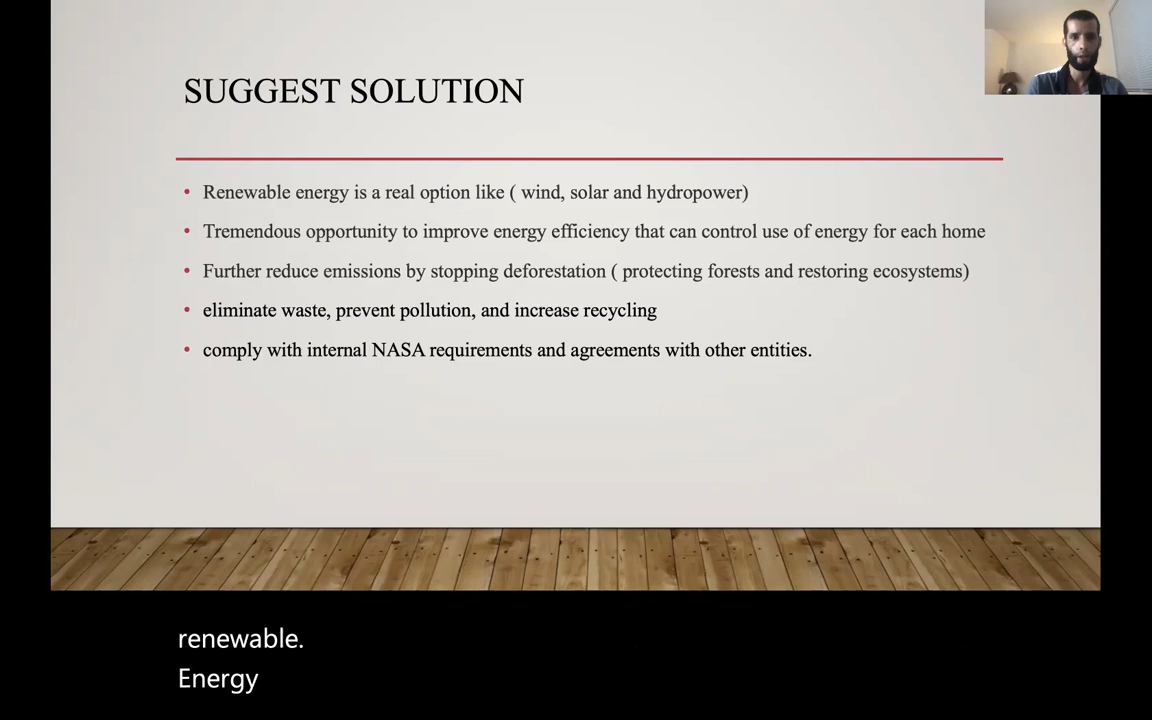 SUGGEST SOLUTION
• Renewable energy is a real option like ( wind, solar and hydropower)
• Tremendous opportunity to improve energy efficiency that can control use of energy for each home
• Further reduce emissions by stopping deforestation ( protecting forests and restoring ecosystems)
• eliminate waste, prevent pollution, and increase recycling
• comply with internal NASA requirements and agreements with other entities.
renewable.
Energy